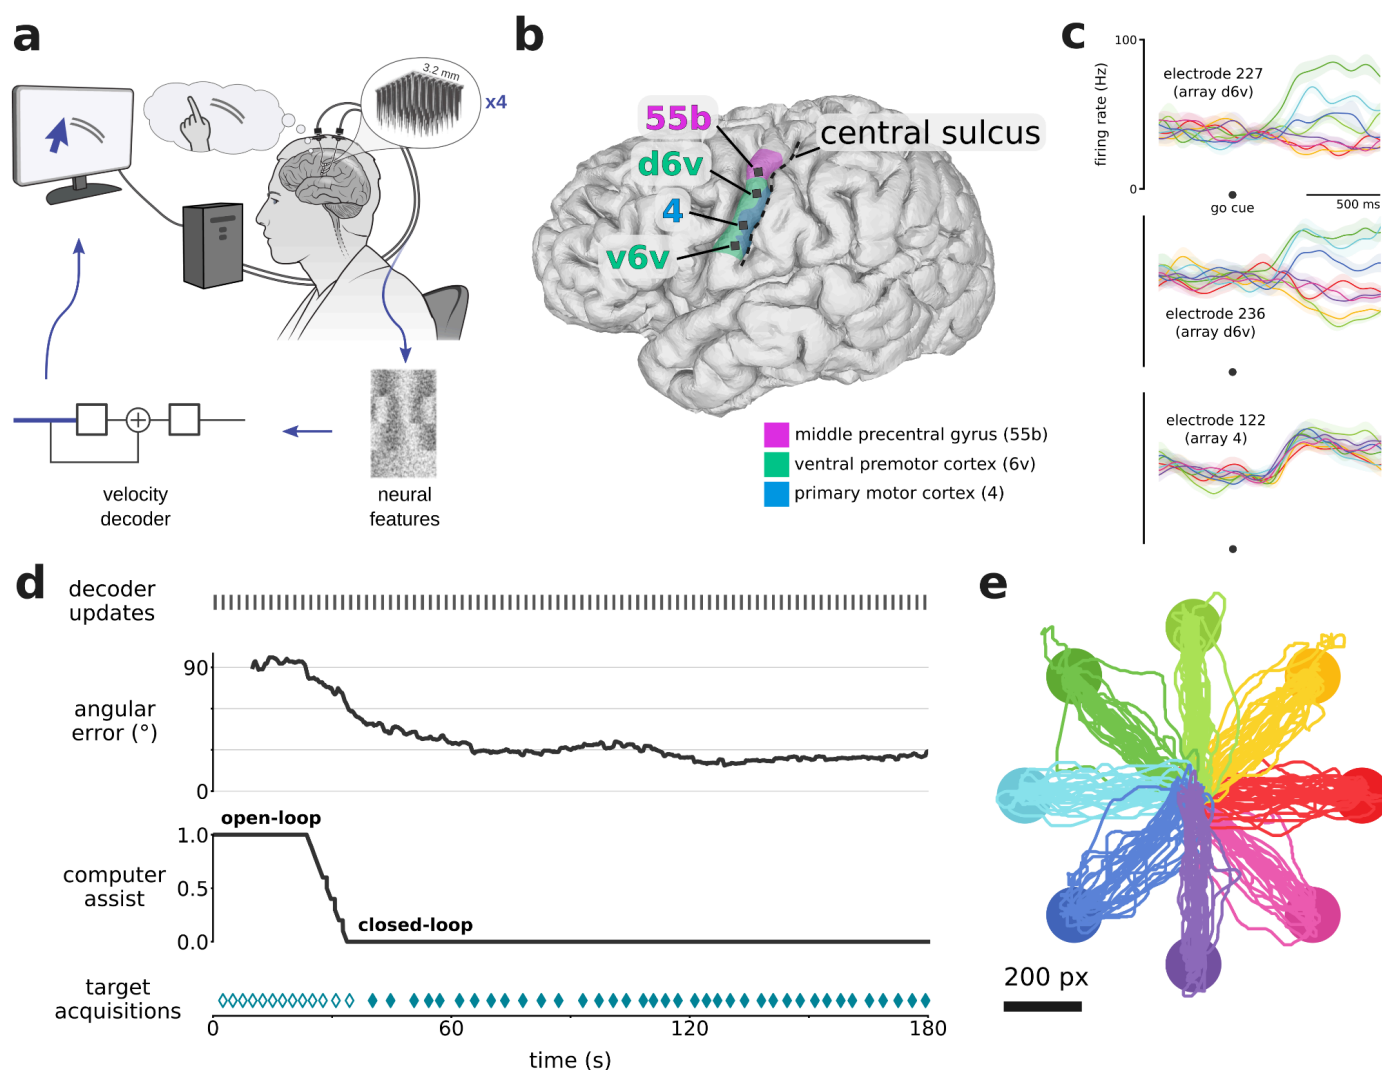 a
3.2 mm
x4
velocity
decoder
neural
features
b
55b
d6v
4
v6v
central sulcus
middle precentral gyrus (55b)
ventral premotor cortex (6v)
primary motor cortex (4)
c
100
firing rate (Hz)
0
electrode 227
(array d6v)
go cue
500 ms
electrode 236
(array d6v)
electrode 122
(array 4)
d
decoder
updates
90
angular
error (°)
0
open-loop
1.0
computer
assist
0.5
closed-loop
0.0
target
acquisitions
0
60
120
180
time (s)
e
200 px